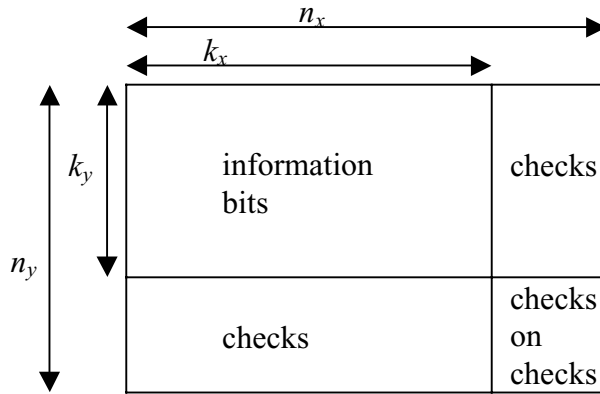 n_x
k_x
k_y
information
bits
checks
n_y
checks
checks
on
checks